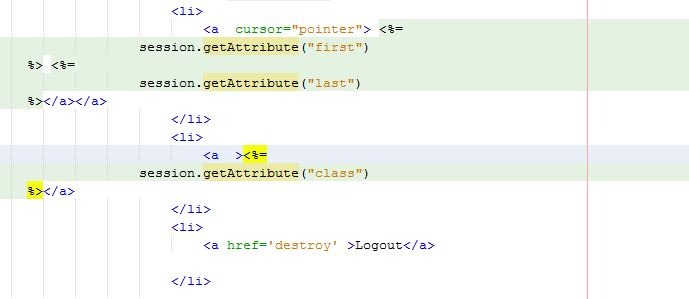 <li>
<a  cursor="pointer"> <%=
session.getAttribute("first")
%> <%=
session.getAttribute("last")
%></a></a>
</li>
<li>
<a  ><%=
session.getAttribute("class")
%></a>
</li>
<li>
<a href='destroy' >Logout</a>
</li>